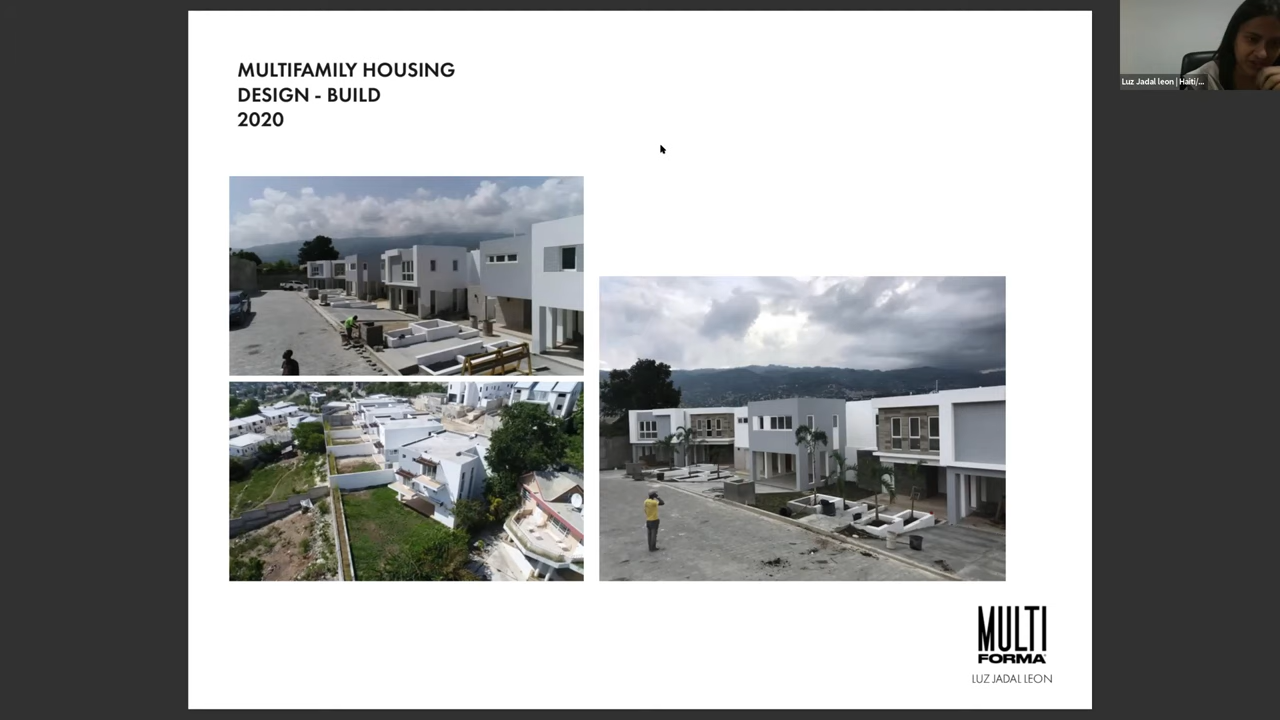 MULTIFAMILY HOUSING
DESIGN - BUILD
2020
Luz Jadal leon | Haiti/...
MULTI
FORMA
LUZ JADAL LEON